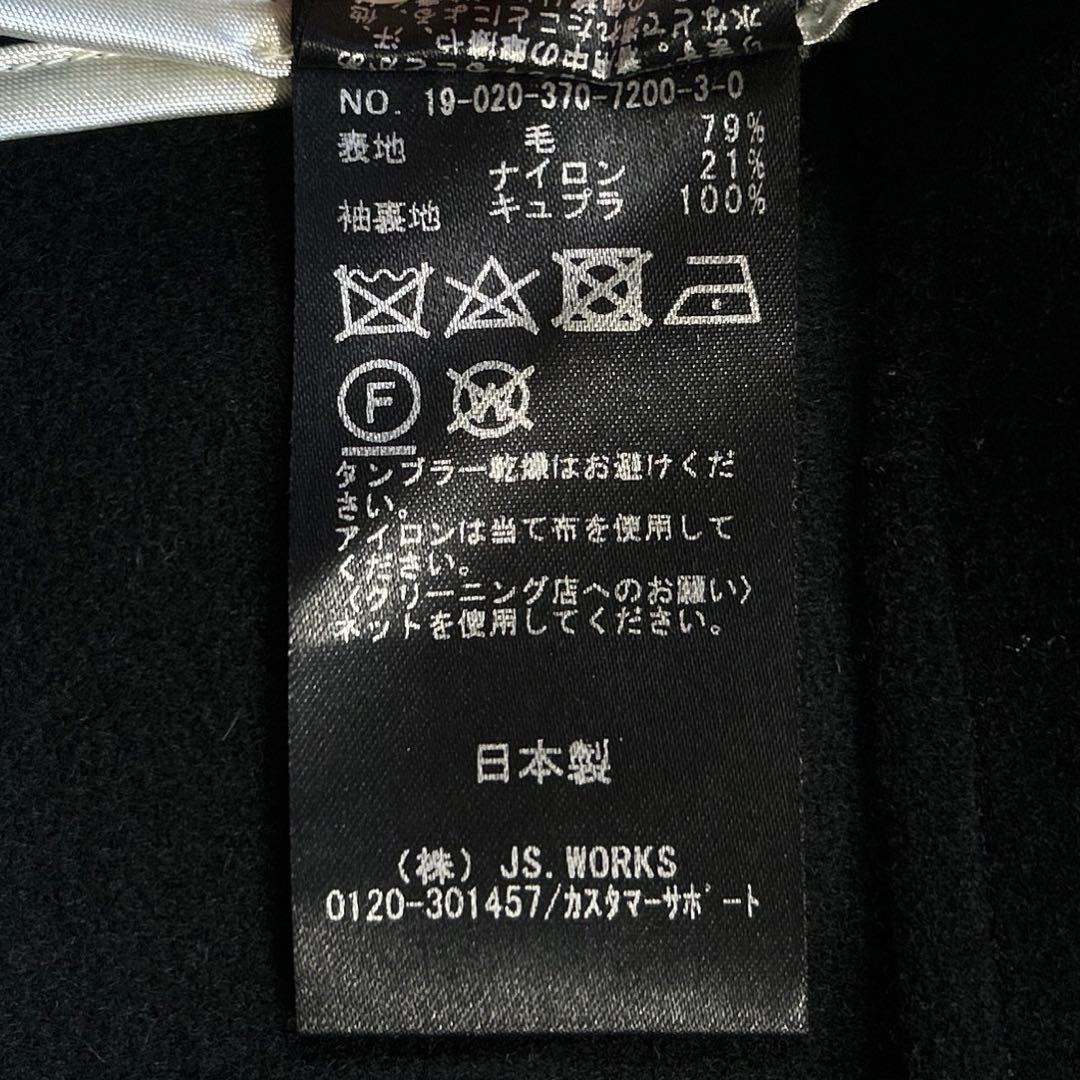 NO. 19-020-370-7200-3-0
表地 毛 79%
ナイロン 21%
袖裏地 キュプラ 100%
F
W
タンブラー乾燥はお避けくだ
さい。
アイロンは当て布を使用して
ください。
〈クリーニング店へのお願い〉
ネットを使用してください。
日本製
(株) JS.WORKS
0120-301457/カスタマーサポート